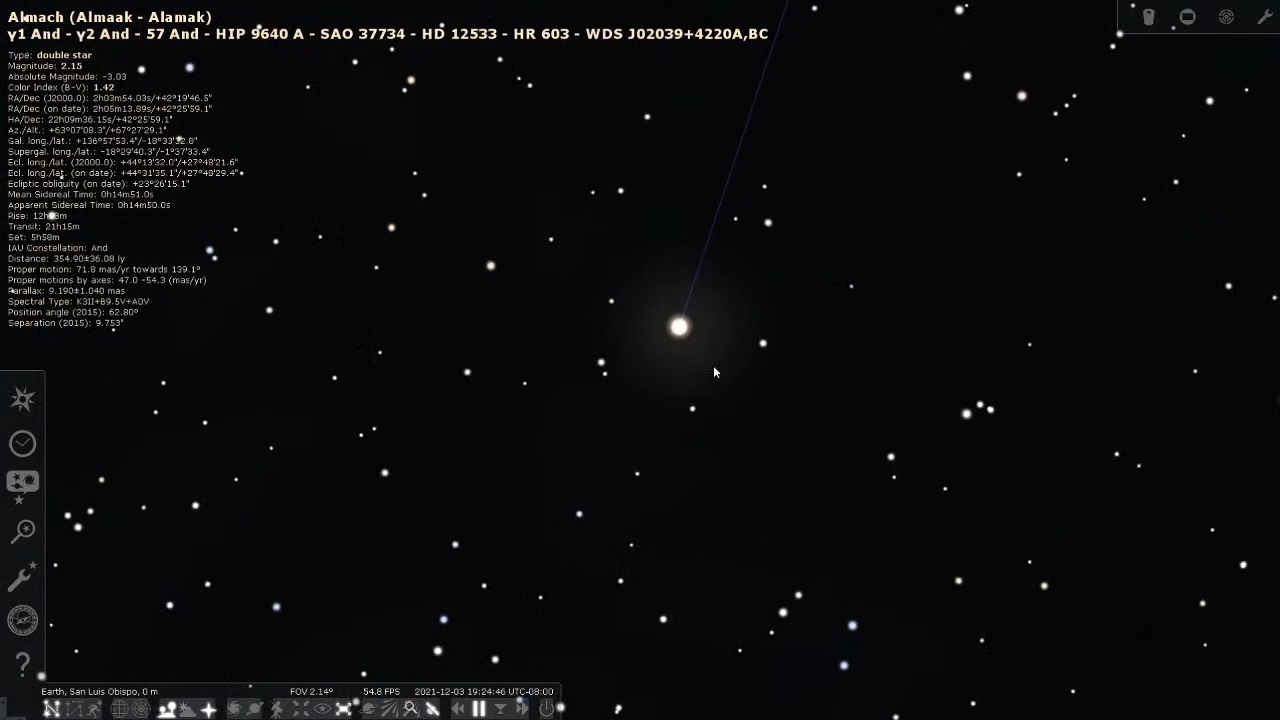 Almach (Almaak - Alamak)
γ1 And - γ2 And - 57 And - HIP 9640 A - SAO 37734 - HD 12533 - HR 603 - WDS J02039+4220A,BC
Type: double star
Magnitude: 2.15
Absolute Magnitude: -3.03
Color Index (B-V): 1.42
RA/Dec (J2000.0): 2h03m54.03s/+42°19'46.5"
RA/Dec (on date): 2h05m13.89s/+42°25'59.1"
HA/Dec: 22h09m36.15s/+42°25'59.1"
Az./Alt.: +63°07'08.3"/+67°27'29.1"
Gal. long./lat.: +136°57'53.4"/-18°33'32.8"
Supergal. long./lat.: -18°29'40.3"/-1°37'33.4"
Ecl. long./lat. (J2000.0): +44°13'32.0"/+27°48'21.6"
Ecl. long./lat. (on date): +44°31'35.1"/+27°48'29.4"
Ecliptic obliquity (on date): +23°26'15.1"
Mean Sidereal Time: 0h14m51.0s
Apparent Sidereal Time: 0h14m50.0s
Rise:
Transit: 21h15m
Set: 5h58m
IAU Constellation: And
Distance: 354.90±36.08 ly
Proper motion: 71.8 mas/yr towards 139.1°
Proper motions by axes: 47.0 -54.3 (mas/yr)
Parallax: 9.190±1.040 mas
Spectral Type: K3II+B9.5V+A0V
Position angle (2015): 62.80°
Separation (2015): 9.753"
Earth, San Luis Obispo, 0 m FOV 2.14° 54.8 FPS 2021-12-03 19:24:46 UTC-08:00